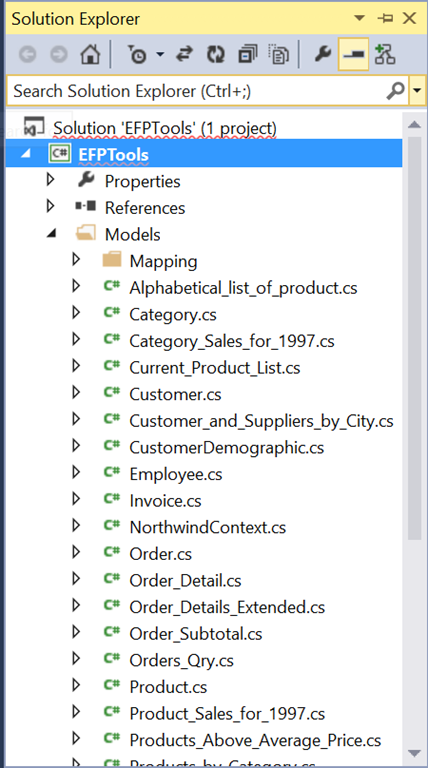 Solution Explorer
Search Solution Explorer (Ctrl+;)
Solution 'EFPTools' (1 project)
C# EFPTools
Properties
References
Models
Mapping
C# Alphabetical_list_of_product.cs
C# Category.cs
C# Category_Sales_for_1997.cs
C# Current_Product_List.cs
C# Customer.cs
C# Customer_and_Suppliers_by_City.cs
C# CustomerDemographic.cs
C# Employee.cs
C# Invoice.cs
C# NorthwindContext.cs
C# Order.cs
C# Order_Detail.cs
C# Order_Details_Extended.cs
C# Order_Subtotal.cs
C# Orders_Qry.cs
C# Product.cs
C# Product_Sales_for_1997.cs
C# Products_Above_Average_Price.cs
C# Products_by_Category.cs